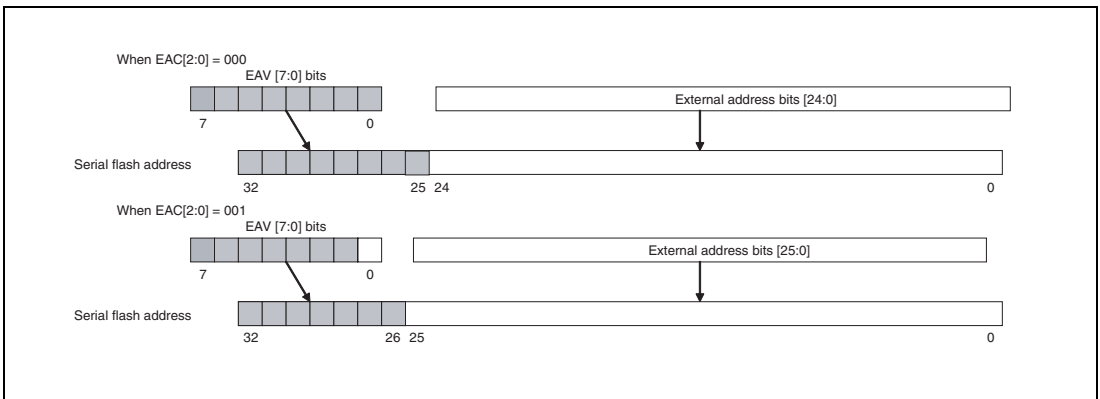 When EAC[2:0] = 000
EAV [7:0] bits
External address bits [24:0]
7 0
Serial flash address
32 25 24 0
When EAC[2:0] = 001
EAV [7:0] bits
External address bits [25:0]
7 0
Serial flash address
32 26 25 0